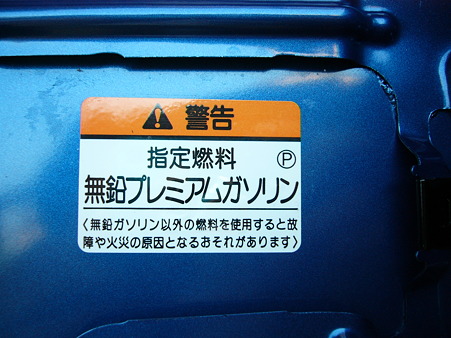 警告
指定燃料 Ⓟ
無鉛プレミアムガソリン
〈無鉛ガソリン以外の燃料を使用すると故
障や火災の原因となるおそれがあります〉